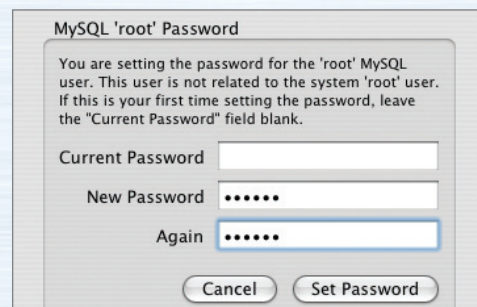 MySQL 'root' Password
You are setting the password for the 'root' MySQL
user. This user is not related to the system 'root' user.
If this is your first time setting the password, leave
the "Current Password" field blank.
Current Password
New Password ••••••
Again ••••••
Cancel Set Password